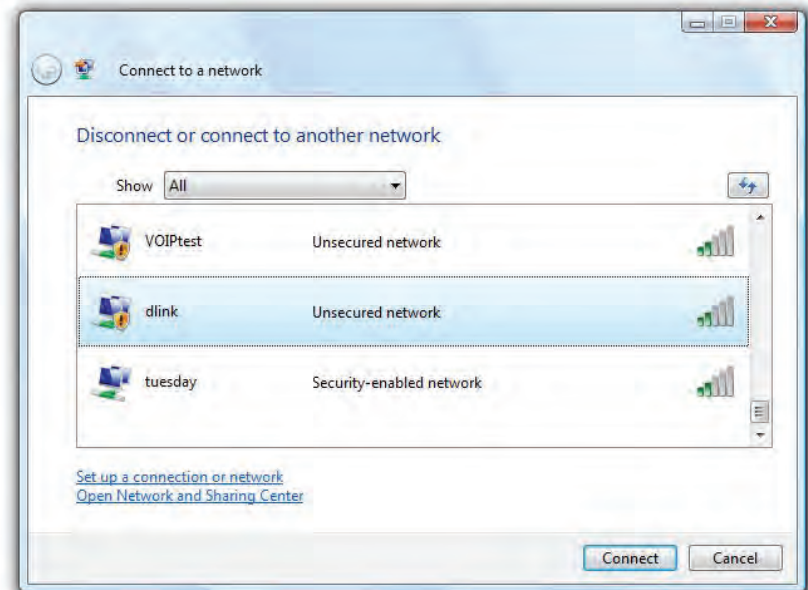 Connect to a network
Disconnect or connect to another network
Show All
VOIPtest Unsecured network
dlink Unsecured network
tuesday Security-enabled network
Set up a connection or network
Open Network and Sharing Center
Connect Cancel